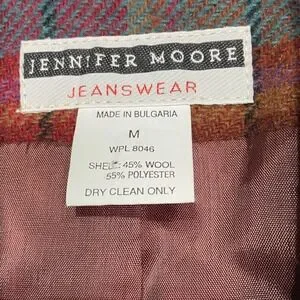 JENNIFER MOORE
JEANSWEAR
MADE IN BULGARIA
M
WPL 8046
SHELL: 45% WOOL
55% POLYESTER
DRY CLEAN ONLY